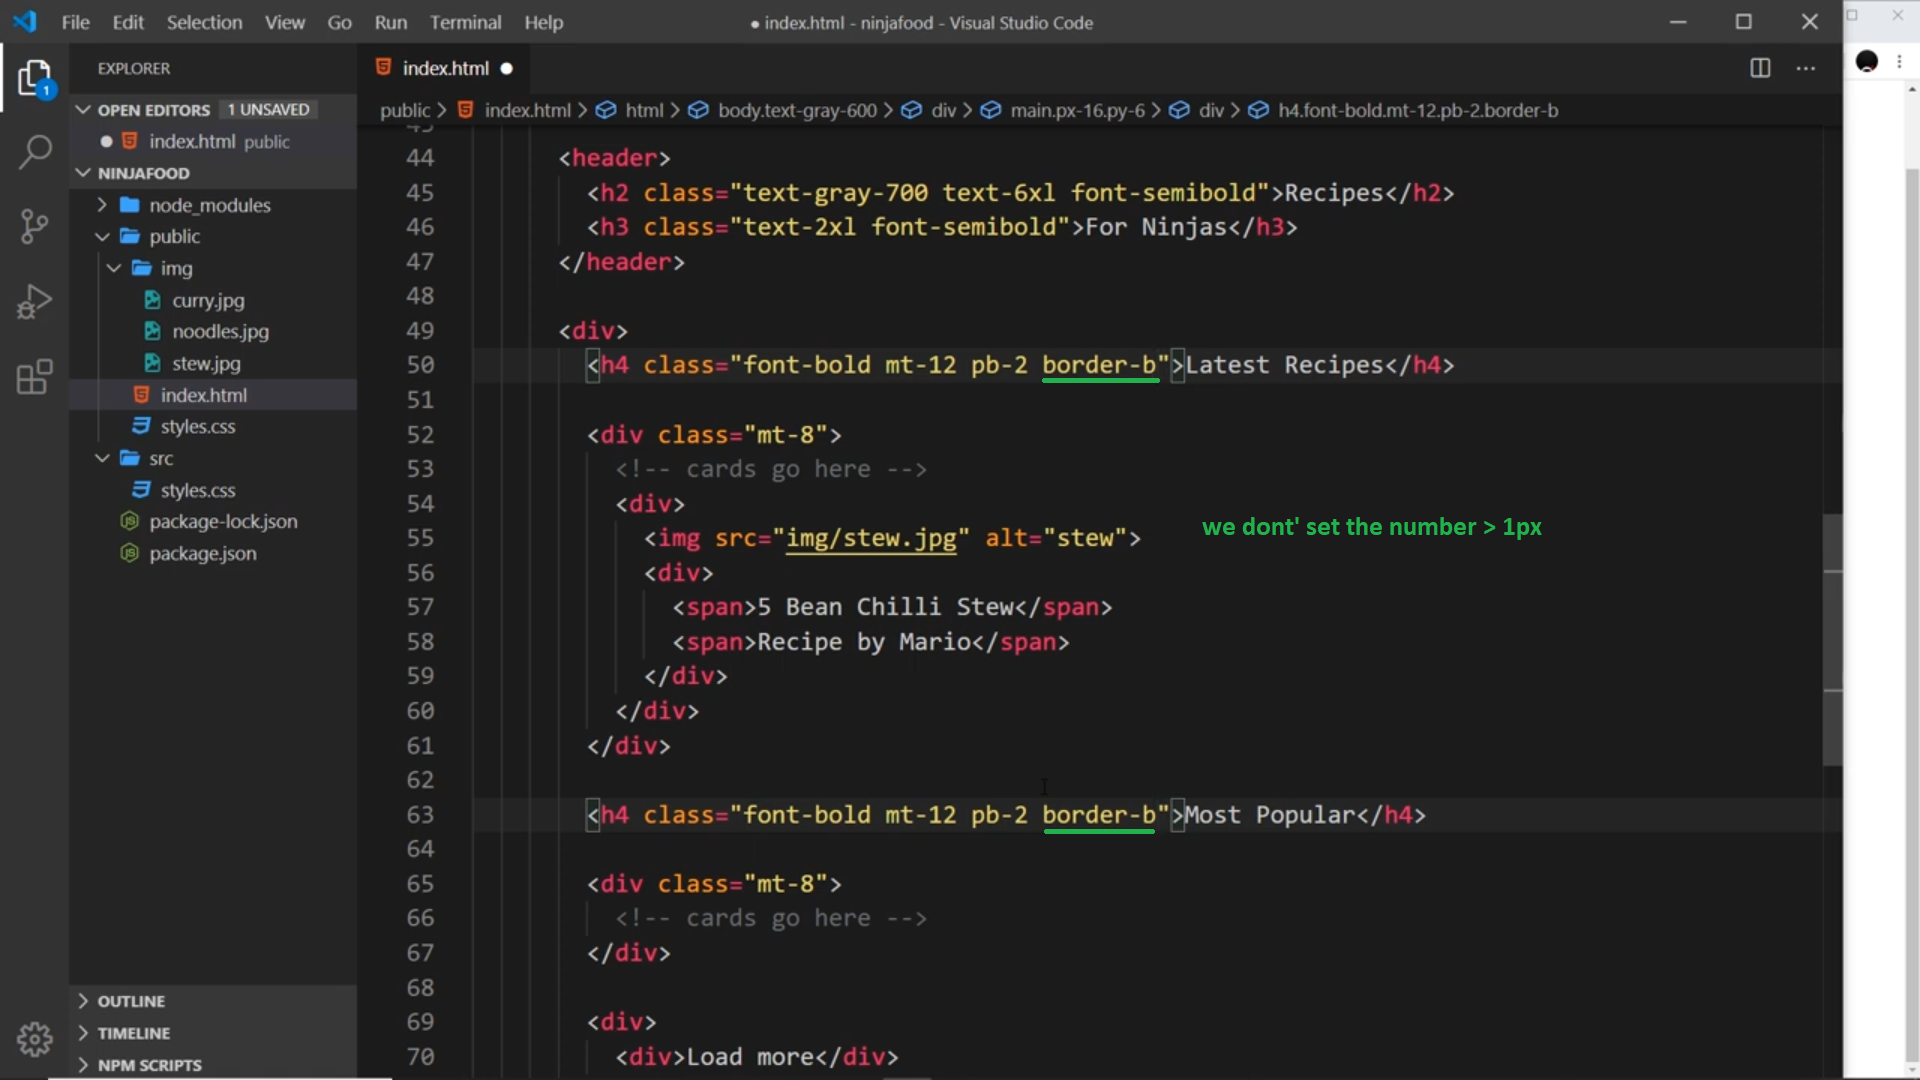 File Edit Selection View Go Run Terminal Help
● index.html - ninjafood - Visual Studio Code
EXPLORER
OPEN EDITORS 1 UNSAVED
index.html public
NINJAFOOD
node_modules
public
img
curry.jpg
noodles.jpg
stew.jpg
index.html
styles.css
src
styles.css
package-lock.json
package.json
OUTLINE
TIMELINE
NPM SCRIPTS
1
index.html ●
public > index.html > html > body.text-gray-600 > div > main.px-16.py-6 > div > h4.font-bold.mt-12.pb-2.border-b
44 <header>
45 <h2 class="text-gray-700 text-6xl font-semibold">Recipes</h2>
46 <h3 class="text-2xl font-semibold">For Ninjas</h3>
47 </header>
48
49 <div>
50 <h4 class="font-bold mt-12 pb-2 border-b">Latest Recipes</h4>
51
52 <div class="mt-8">
53 <!-- cards go here -->
54 <div>
55 <img src="img/stew.jpg" alt="stew">
we dont' set the number > 1px
56 <div>
57 <span>5 Bean Chilli Stew</span>
58 <span>Recipe by Mario</span>
59 </div>
60 </div>
61 </div>
62
63 <h4 class="font-bold mt-12 pb-2 border-b">Most Popular</h4>
64
65 <div class="mt-8">
66 <!-- cards go here -->
67 </div>
68
69 <div>
70 <div>Load more</div>